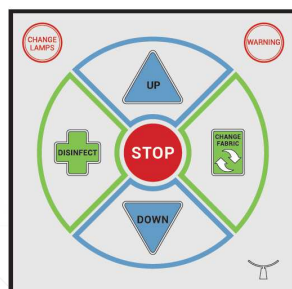 CHANGE
LAMPS
WARNING
UP
DISINFECT
STOP
CHANGE
FABRIC
DOWN